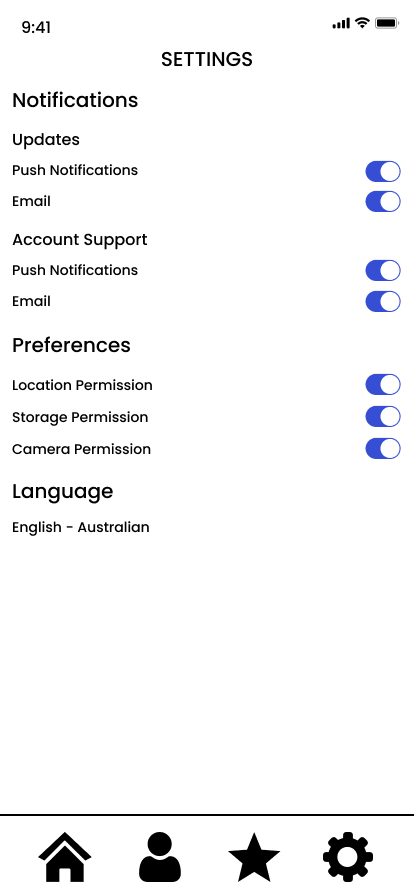 9:41
SETTINGS
Notifications
Updates
Push Notifications
Email
Account Support
Push Notifications
Email
Preferences
Location Permission
Storage Permission
Camera Permission
Language
English - Australian